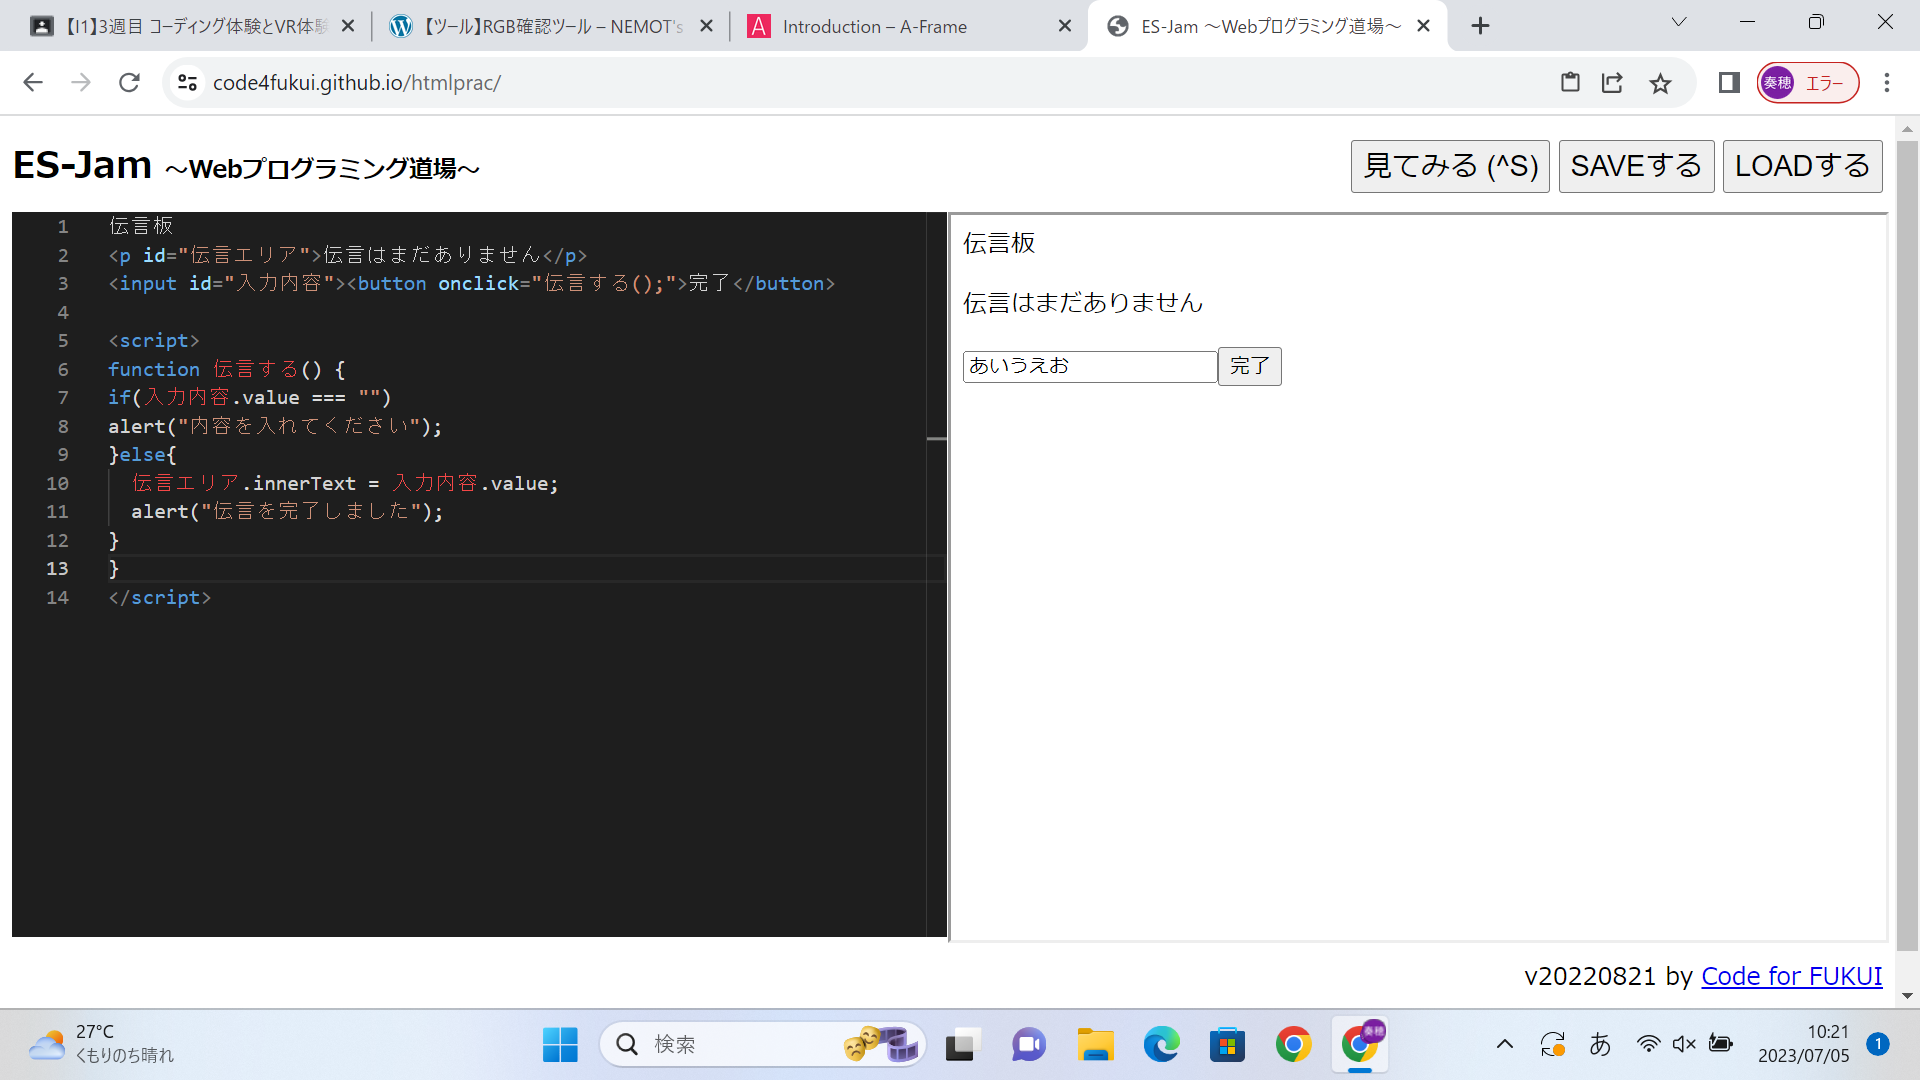 【I1】3週目 コーディング体験とVR体験
【ツール】RGB確認ツール – NEMOT's
Introduction – A-Frame
ES-Jam ～Webプログラミング道場～
code4fukui.github.io/htmlprac/
奏穂 エラー
ES-Jam ～Webプログラミング道場～
見てみる (^S) SAVEする LOADする
1 伝言板
2 <p id="伝言エリア">伝言はまだありません</p>
3 <input id="入力内容"><button onclick="伝言する();">完了</button>
4
5 <script>
6 function 伝言する() {
7 if(入力内容.value === "")
8 alert("内容を入れてください");
9 }else{
10 伝言エリア.innerText = 入力内容.value;
11 alert("伝言を完了しました");
12 }
13 }
14 </script>
伝言板
伝言はまだありません
あいうえお 完了
v20220821 by Code for FUKUI
27°C
くもりのち晴れ
検索
奏穂
あ
10:21
2023/07/05
1